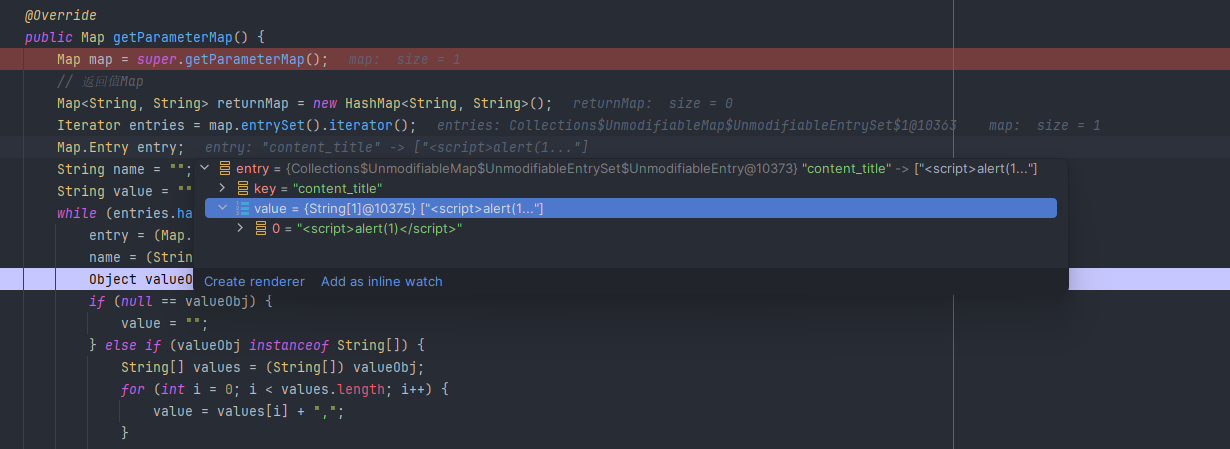 @Override
public Map getParameterMap() {
Map map = super.getParameterMap();   map:  size = 1
// 返回值Map
Map<String, String> returnMap = new HashMap<String, String>();   returnMap:  size = 0
Iterator entries = map.entrySet().iterator();   entries: Collections$UnmodifiableMap$UnmodifiableEntrySet$1@10363    map:  size = 1
Map.Entry entry;   entry: "content_title" -> ["<script>alert(1..."]
String name = "";
entry = {Collections$UnmodifiableMap$UnmodifiableEntrySet$UnmodifiableEntry@10373} "content_title" -> ["<script>alert(1..."]
String value = ""
key = "content_title"
while (entries.ha
value = {String[1]@10375} ["<script>alert(1..."]
entry = (Map.
0 = "<script>alert(1)</script>"
name = (Strin
Object valueO
Create renderer   Add as inline watch
if (null == valueObj) {
value = "";
} else if (valueObj instanceof String[]) {
String[] values = (String[]) valueObj;
for (int i = 0; i < values.length; i++) {
value = values[i] + ",";
}